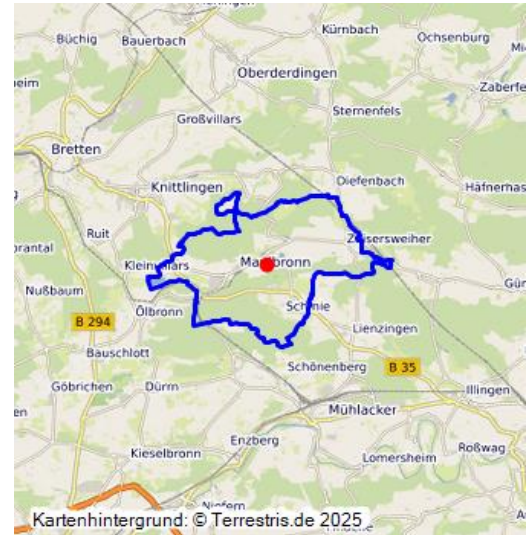 Kürnbach
Ochsenburg
Büchig
Bauerbach
Oberderdingen
Zaberfe
Großvillars
Sternenfels
Bretten
Knittlingen
Diefenbach
Häfnerhas
Ruit
Zaisersweiher
Kleinvillars
Maulbronn
Gün
Nußbaum
Ölbronn
Schmie
B 294
Lienzingen
Bauschlott
Schönenberg
B 35
Göbrichen
Dürrn
Illingen
Mühlacker
Enzberg
Roßwag
Kieselbronn
Lomersheim
Niefern
Kartenhintergrund: © Terrestris.de 2025